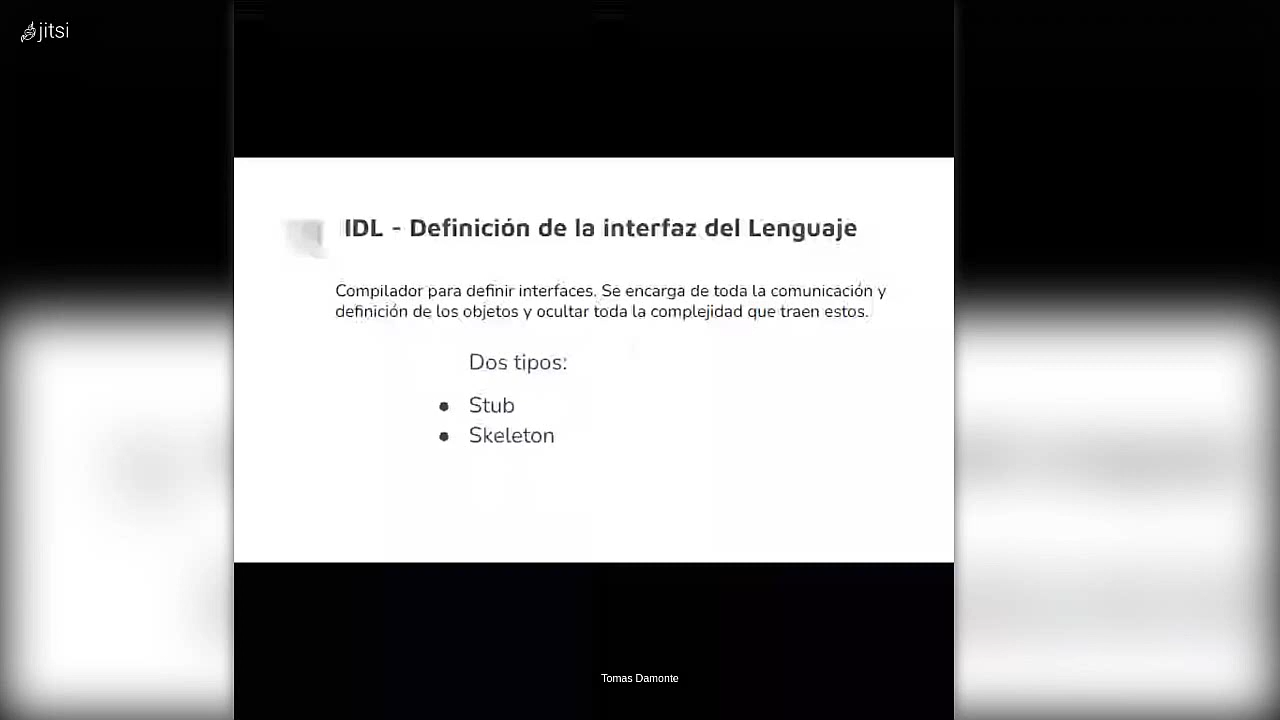 jitsi
IDL - Definición de la interfaz del Lenguaje
Compilador para definir interfaces. Se encarga de toda la comunicación y
definición de los objetos y ocultar toda la complejidad que traen estos.
Dos tipos:
● Stub
● Skeleton
Tomas Damonte